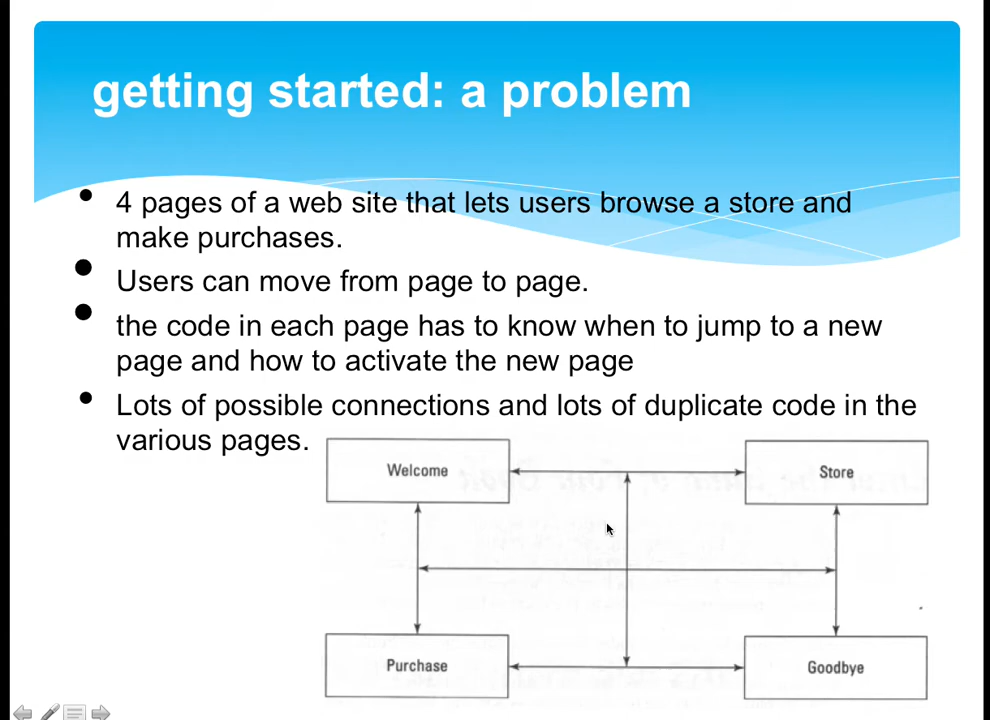 getting started: a problem
4 pages of a web site that lets users browse a store and
make purchases.
Users can move from page to page.
the code in each page has to know when to jump to a new
page and how to activate the new page
Lots of possible connections and lots of duplicate code in the
various pages.
Welcome
Store
Purchase
Goodbye